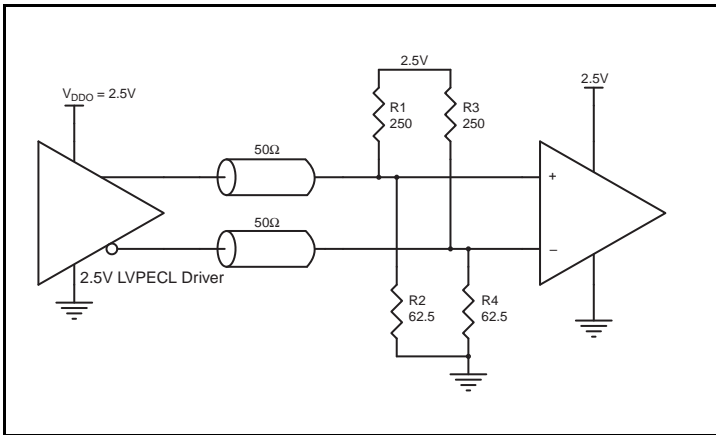 2.5V
2.5V
V_DDO = 2.5V
R1
250
R3
250
50Ω
+
50Ω
–
2.5V LVPECL Driver
R2
62.5
R4
62.5